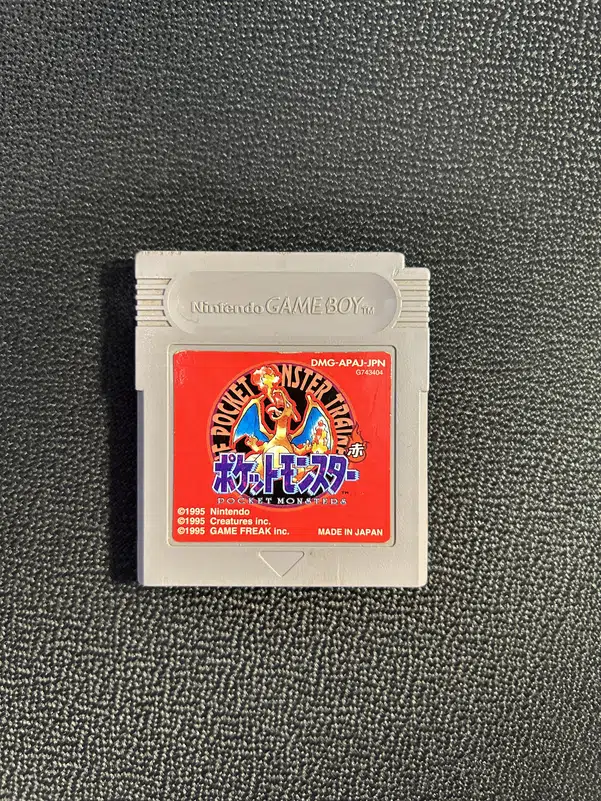 Nintendo GAME BOY TM
DMG-APAJ-JPN
G743404
POCKET MONSTER
赤
ポケットモンスター
POCKET MONSTERS TM
©1995 Nintendo
©1995 Creatures inc.
©1995 GAME FREAK inc.
MADE IN JAPAN